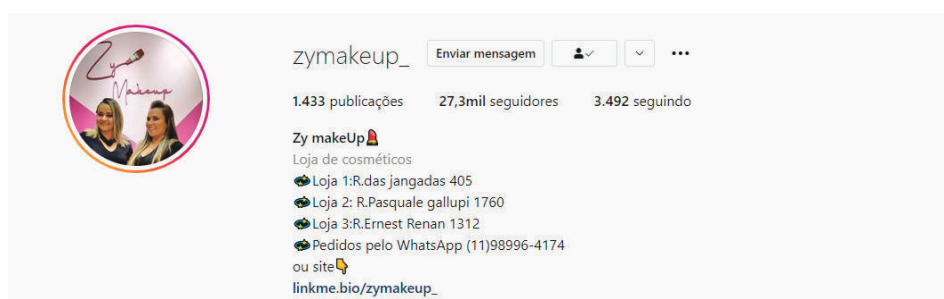 Zy
Makeup
zymakeup_
Enviar mensagem
1.433 publicações 27,3mil seguidores 3.492 seguindo
Zy makeUp
Loja de cosméticos
Loja 1:R.das jangadas 405
Loja 2: R.Pasquale gallupi 1760
Loja 3:R.Ernest Renan 1312
Pedidos pelo WhatsApp (11)98996-4174
ou site
linkme.bio/zymakeup_